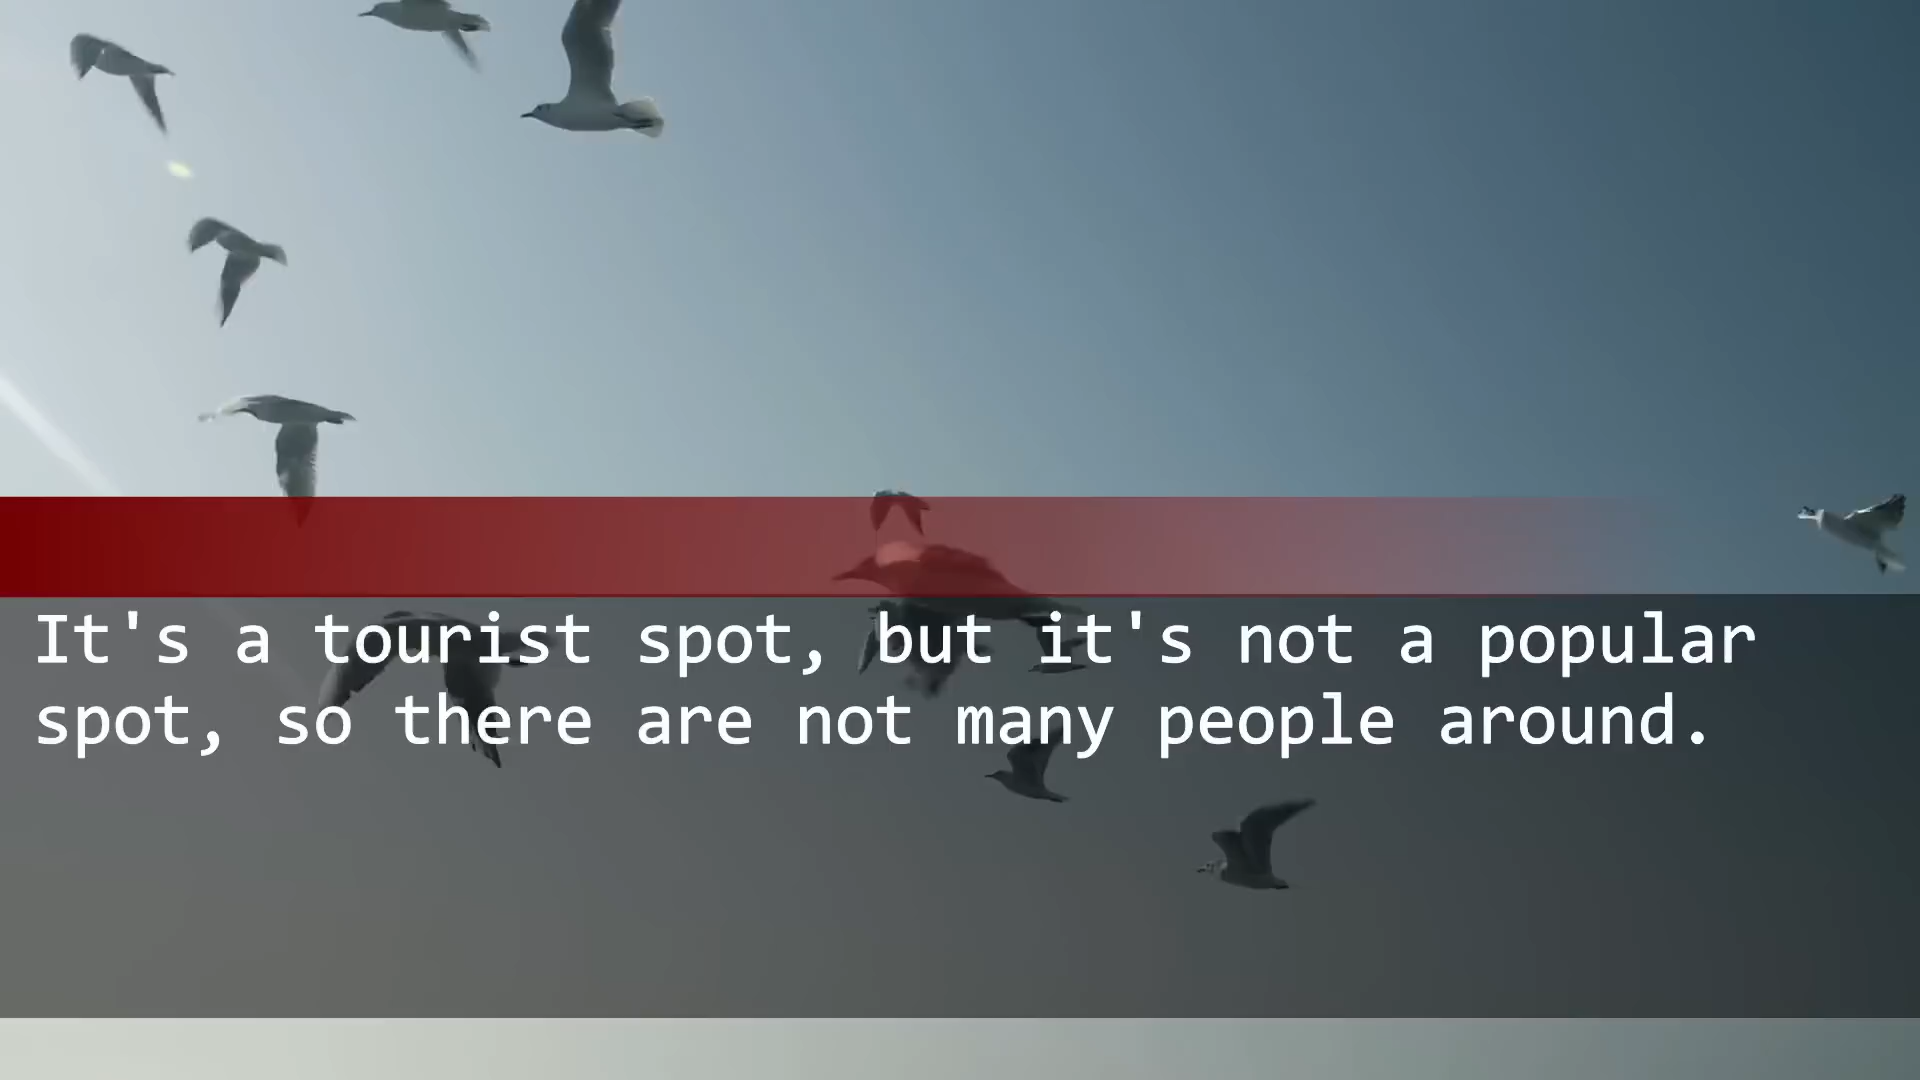 It's a tourist spot, but it's not a popular
spot, so there are not many people around.